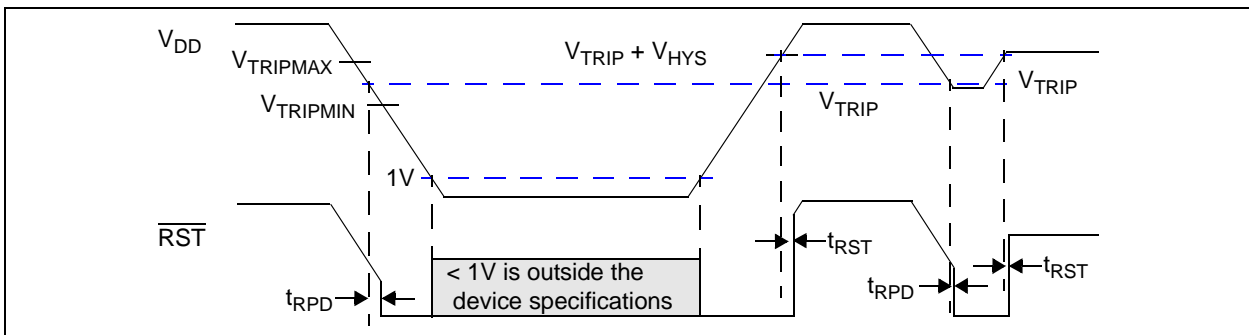 VDD
VTRIPMAX
VTRIPMIN
VTRIP + VHYS
VTRIP
VTRIP
1V
RST
< 1V is outside the
device specifications
tRPD
tRST
tRPD
tRST